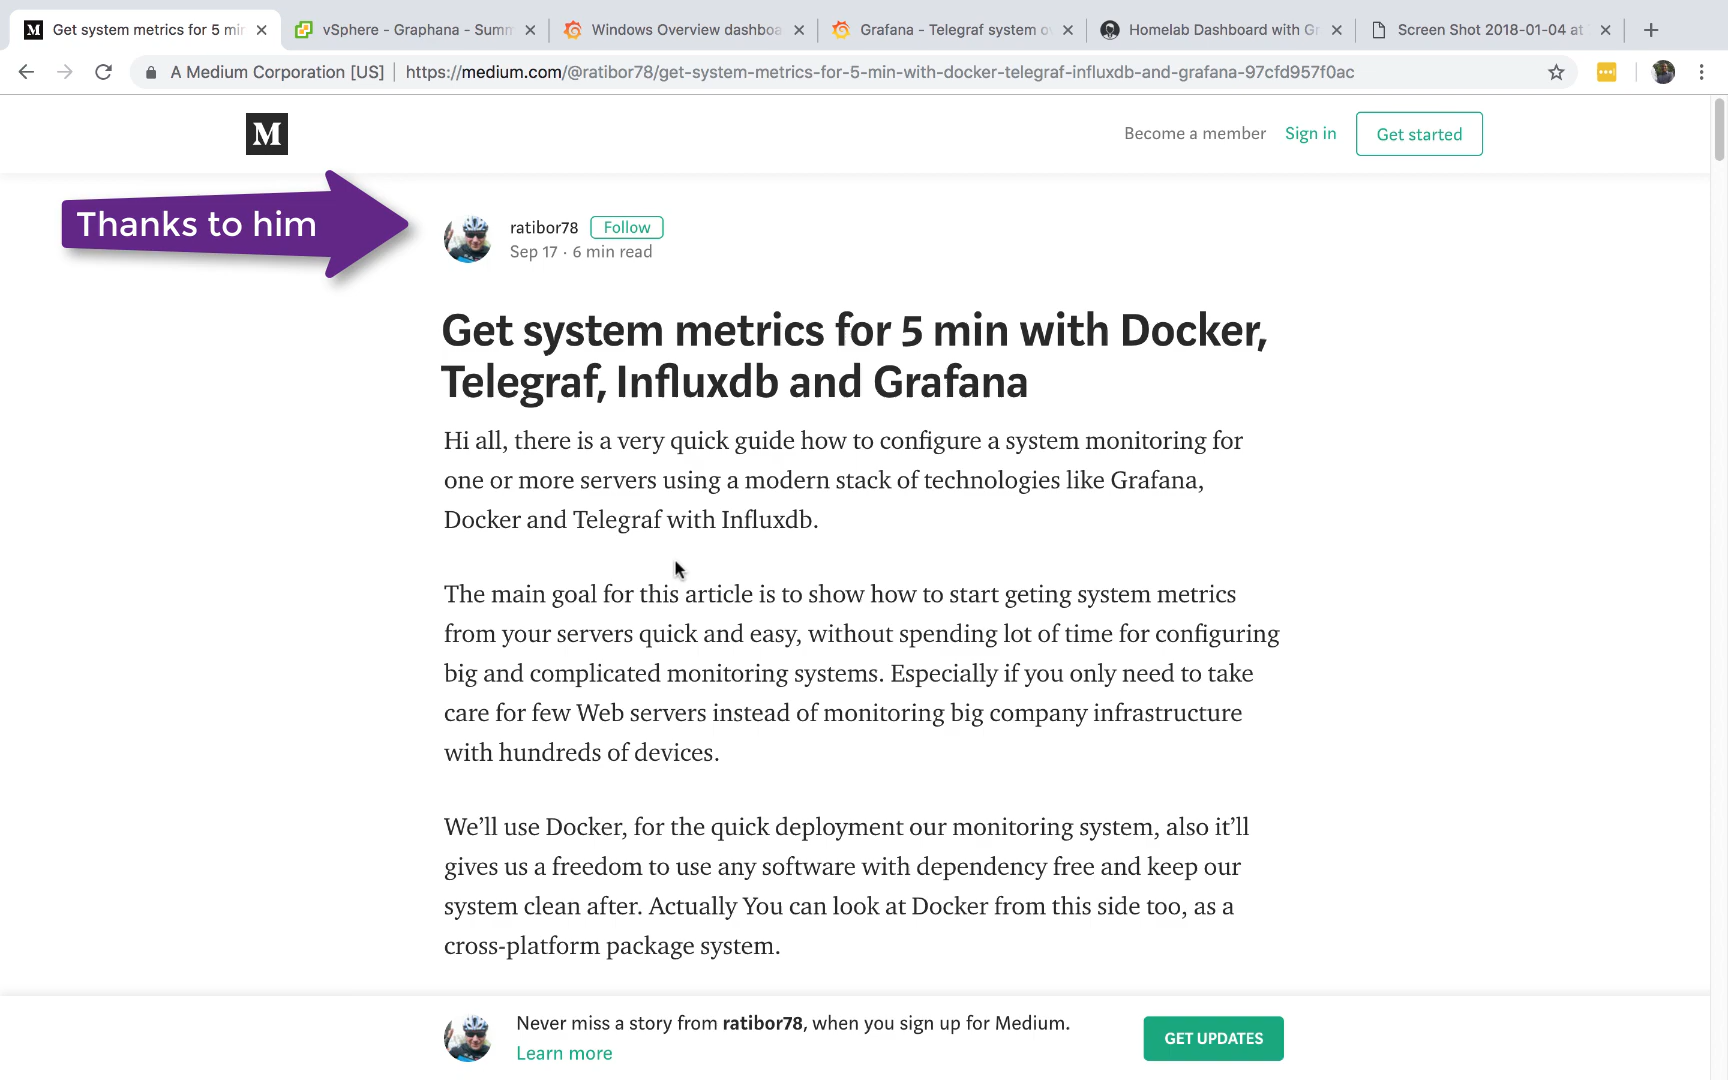 Get system metrics for 5 min
vSphere - Graphana - Summ
Windows Overview dashboa
Grafana - Telegraf system o
Homelab Dashboard with Gr
Screen Shot 2018-01-04 at
A Medium Corporation [US]
https://medium.com/@ratibor78/get-system-metrics-for-5-min-with-docker-telegraf-influxdb-and-grafana-97cfd957f0ac
M
Become a member
Sign in
Get started
Thanks to him
ratibor78
Follow
Sep 17 · 6 min read
Get system metrics for 5 min with Docker,
Telegraf, Influxdb and Grafana
Hi all, there is a very quick guide how to configure a system monitoring for
one or more servers using a modern stack of technologies like Grafana,
Docker and Telegraf with Influxdb.
The main goal for this article is to show how to start geting system metrics
from your servers quick and easy, without spending lot of time for configuring
big and complicated monitoring systems. Especially if you only need to take
care for few Web servers instead of monitoring big company infrastructure
with hundreds of devices.
We’ll use Docker, for the quick deployment our monitoring system, also it’ll
gives us a freedom to use any software with dependency free and keep our
system clean after. Actually You can look at Docker from this side too, as a
cross-platform package system.
Never miss a story from ratibor78, when you sign up for Medium.
Learn more
GET UPDATES